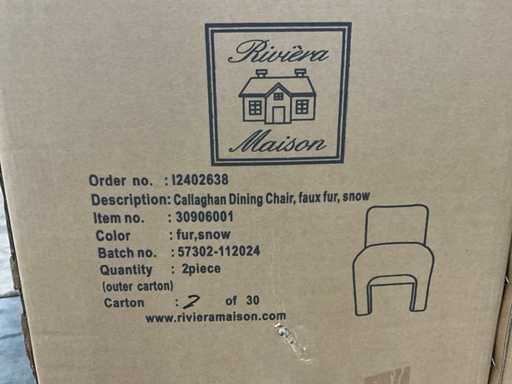 Rivièra
Maison
Order no. : I2402638
Description: Callaghan Dining Chair, faux fur, snow
Item no. : 30906001
Color : fur,snow
Batch no. : 57302-112024
Quantity : 2piece
(outer carton)
Carton : 2 of 30
www.rivieramaison.com